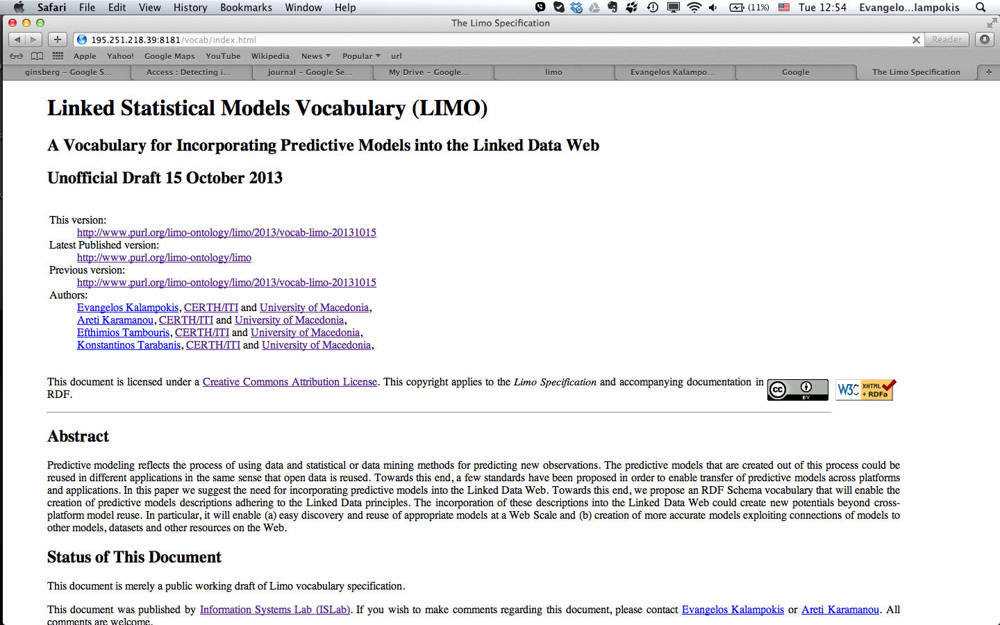 Safari File Edit View History Bookmarks Window Help (11%) Tue 12:54 Evangelo...lampokis
The Limo Specification
195.251.218.39:8181/vocab/index.html Reader
Apple Yahoo! Google Maps YouTube Wikipedia News Popular url
ginsberg – Google S... Access : Detecting i... journal – Google Se... My Drive – Google... limo Evangelos Kalampo... Google The Limo Specification
Linked Statistical Models Vocabulary (LIMO)
A Vocabulary for Incorporating Predictive Models into the Linked Data Web
Unofficial Draft 15 October 2013
This version:
http://www.purl.org/limo-ontology/limo/2013/vocab-limo-20131015
Latest Published version:
http://www.purl.org/limo-ontology/limo
Previous version:
http://www.purl.org/limo-ontology/limo/2013/vocab-limo-20131015
Authors:
Evangelos Kalampokis, CERTH/ITI and University of Macedonia,
Areti Karamanou, CERTH/ITI and University of Macedonia,
Efthimios Tambouris, CERTH/ITI and University of Macedonia,
Konstantinos Tarabanis, CERTH/ITI and University of Macedonia,
This document is licensed under a Creative Commons Attribution License. This copyright applies to the Limo Specification and accompanying documentation in
RDF.
cc BY
W3C XHTML + RDFa
Abstract
Predictive modeling reflects the process of using data and statistical or data mining methods for predicting new observations. The predictive models that are created out of this process could be
reused in different applications in the same sense that open data is reused. Towards this end, a few standards have been proposed in order to enable transfer of predictive models across platforms
and applications. In this paper we suggest the need for incorporating predictive models into the Linked Data Web. Towards this end, we propose an RDF Schema vocabulary that will enable the
creation of predictive models descriptions adhering to the Linked Data principles. The incorporation of these descriptions into the Linked Data Web could create new potentials beyond cross-
platform model reuse. In particular, it will enable (a) easy discovery and reuse of appropriate models at a Web Scale and (b) creation of more accurate models exploiting connections of models to
other models, datasets and other resources on the Web.
Status of This Document
This document is merely a public working draft of Limo vocabulary specification.
This document was published by Information Systems Lab (ISLab). If you wish to make comments regarding this document, please contact Evangelos Kalampokis or Areti Karamanou. All
comments are welcome.